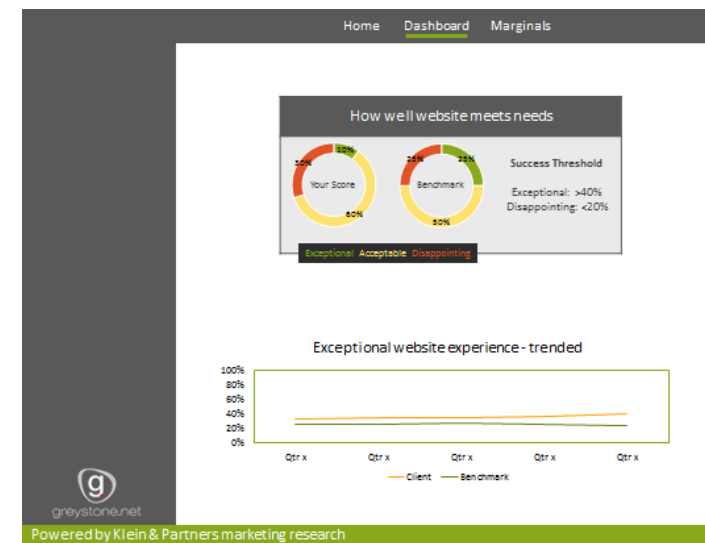 Home Dashboard Marginals
How well website meets needs
30% 10% 60%
Your Score
25% 25% 50%
Benchmark
Success Threshold
Exceptional: >40%
Disappointing: <20%
Exceptional Acceptable Disappointing
Exceptional website experience - trended
100%
80%
60%
40%
20%
0%
Qtr x Qtr x Qtr x Qtr x Qtr x
Client Benchmark
g
greystone.net
Powered by Klein & Partners marketing research